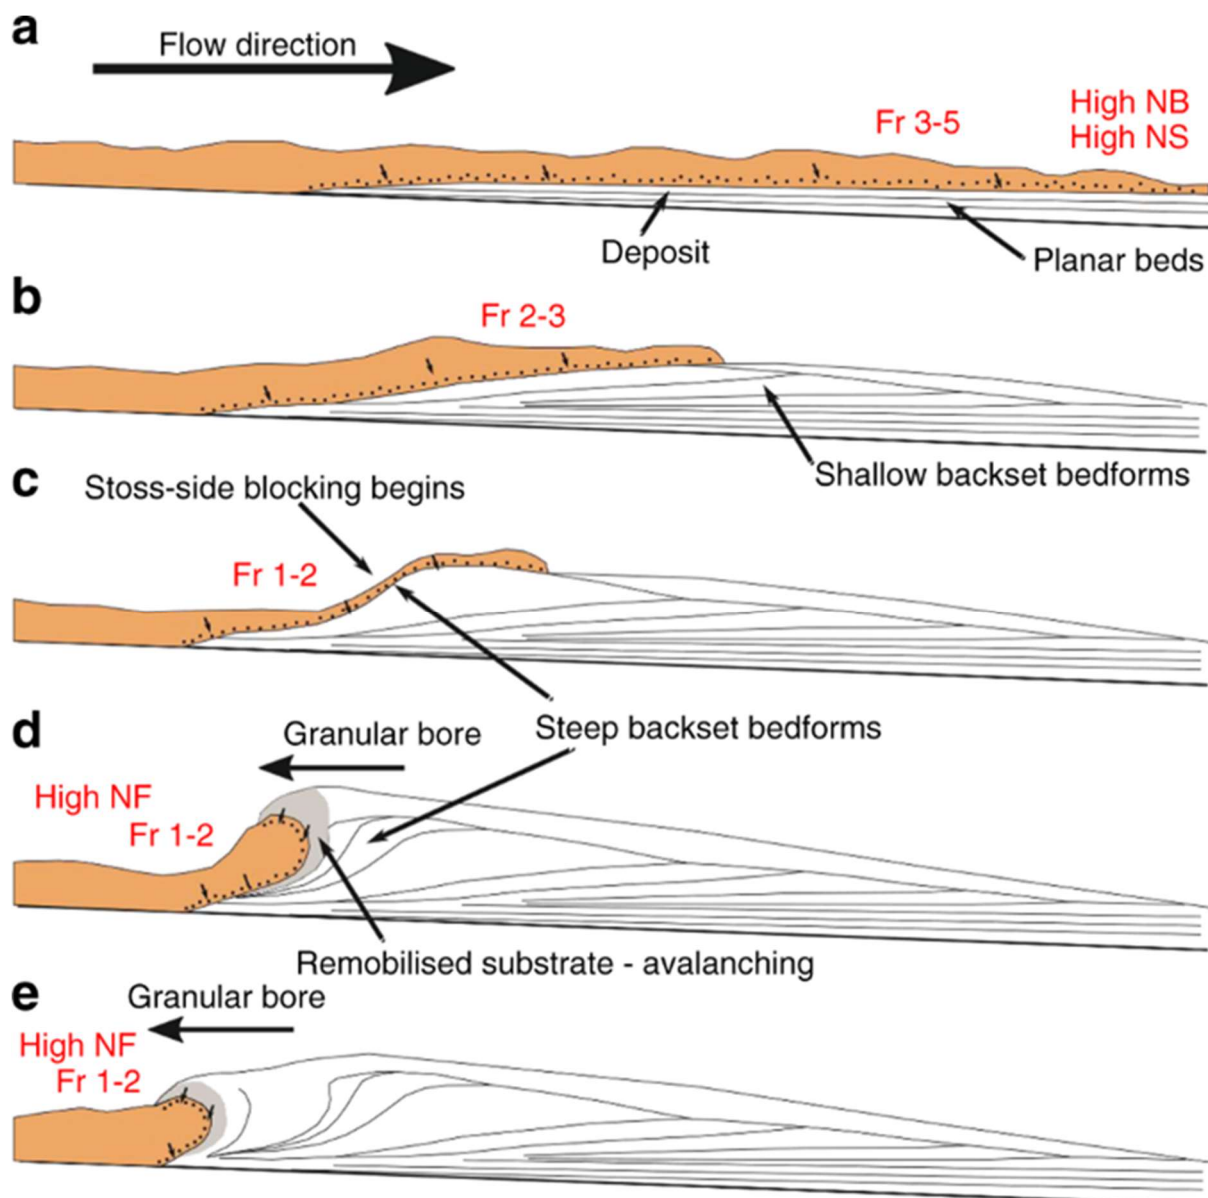 a
Flow direction
Fr 3-5
High NB
High NS
Deposit
Planar beds
b
Fr 2-3
Shallow backset bedforms
c
Stoss-side blocking begins
Fr 1-2
Steep backset bedforms
d
Granular bore
High NF
Fr 1-2
Remobilised substrate - avalanching
e
Granular bore
High NF
Fr 1-2